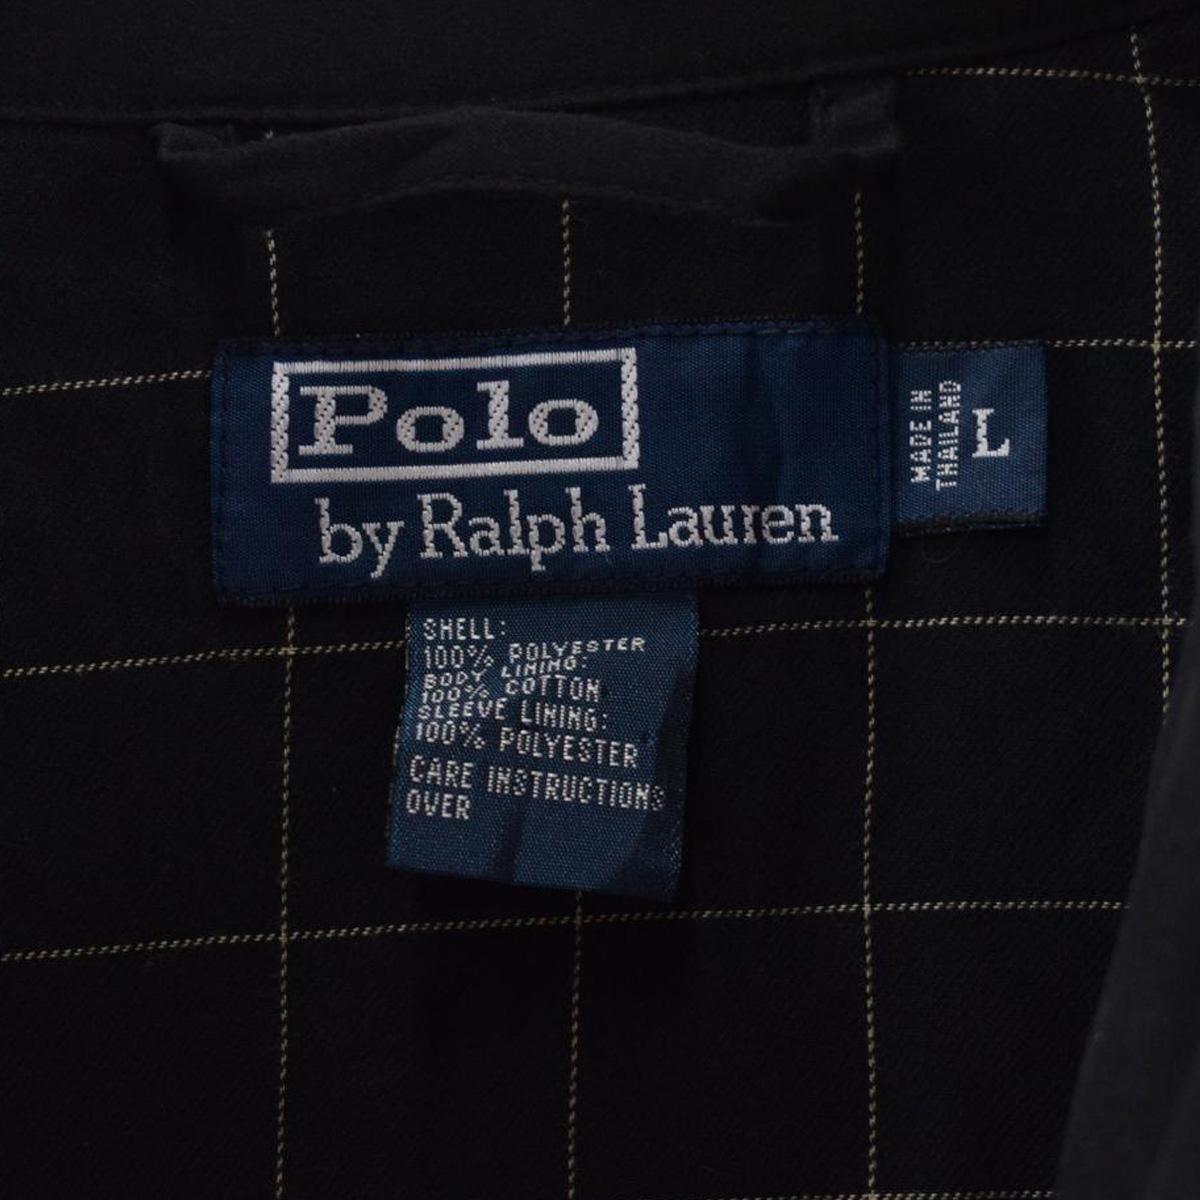 Polo
by Ralph Lauren
MADE IN
THAILAND
L
SHELL:
100% POLYESTER
BODY LINING:
100% COTTON
SLEEVE LINING:
100% POLYESTER
CARE INSTRUCTIONS
OVER